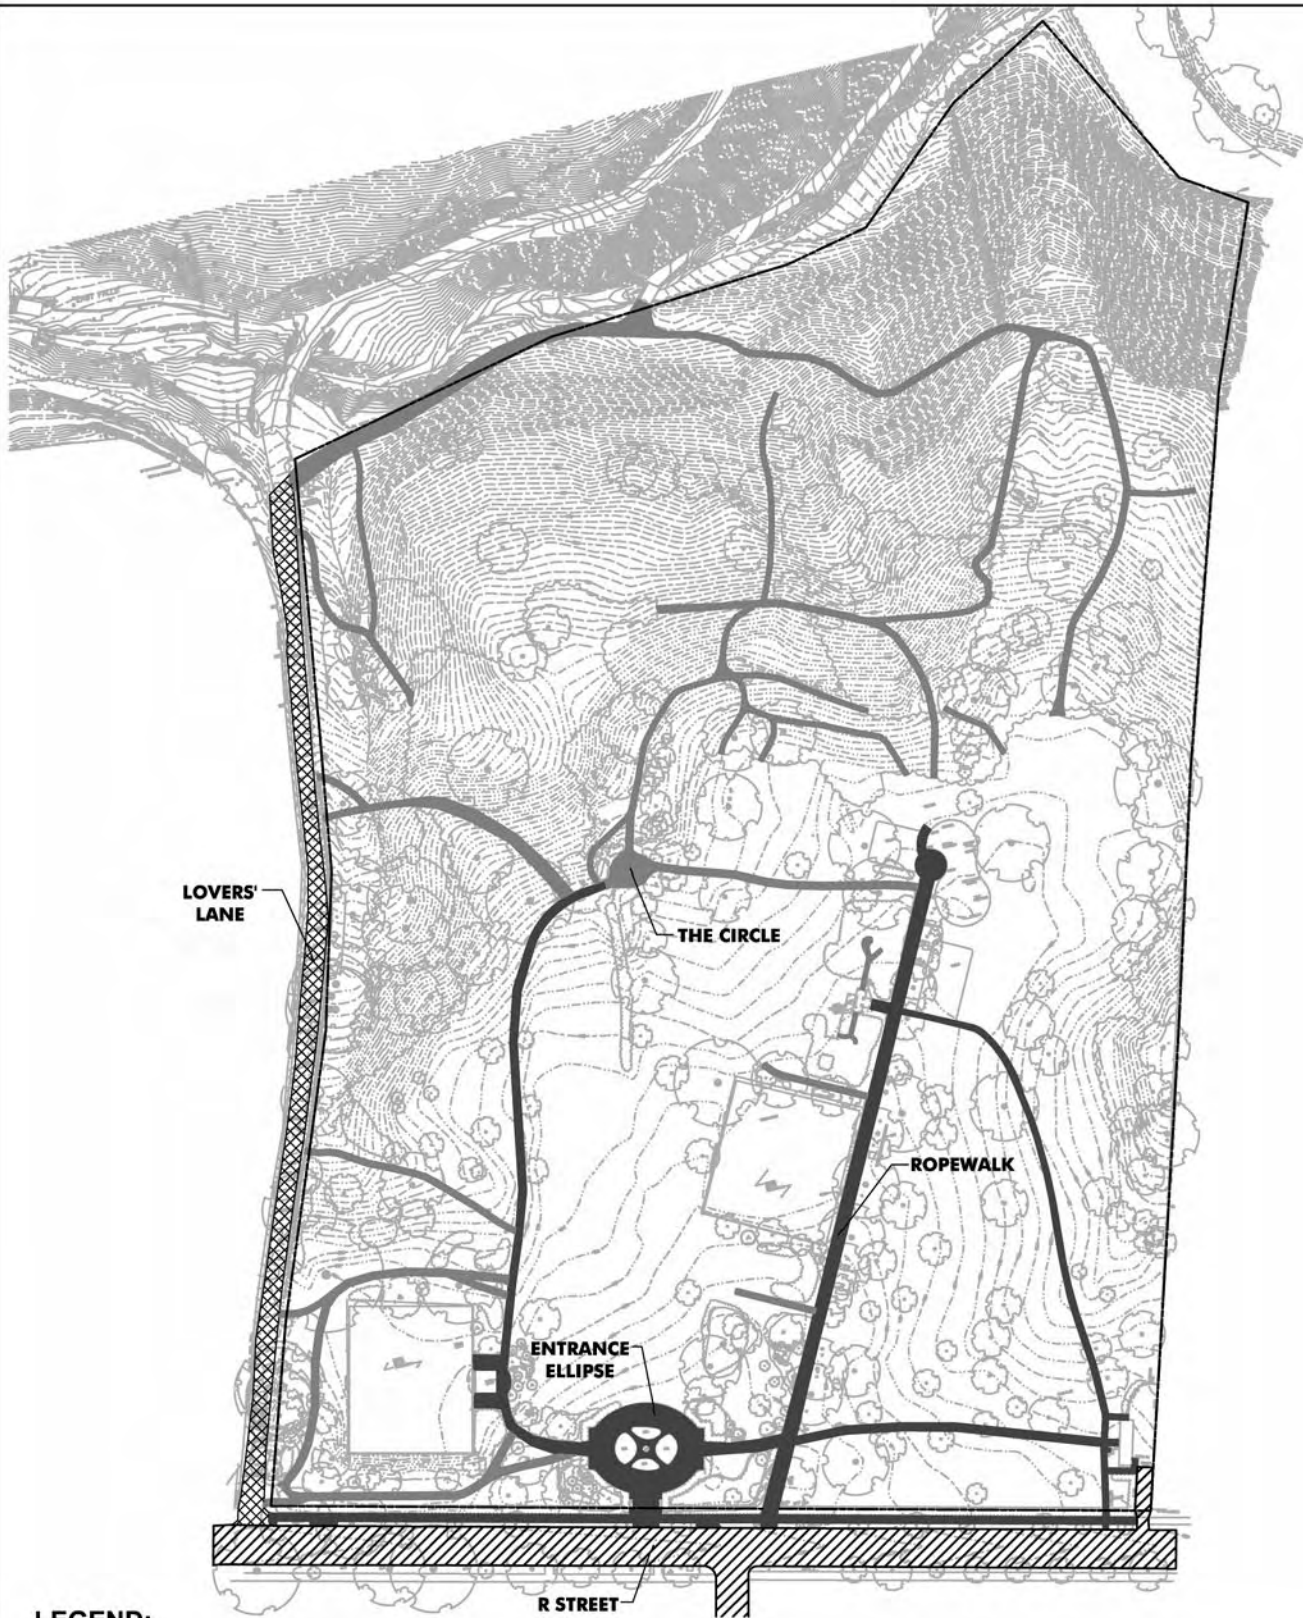 LOVERS'
LANE
THE CIRCLE
ROPEWALK
ENTRANCE
ELLIPSE
R STREET
LEGEND: